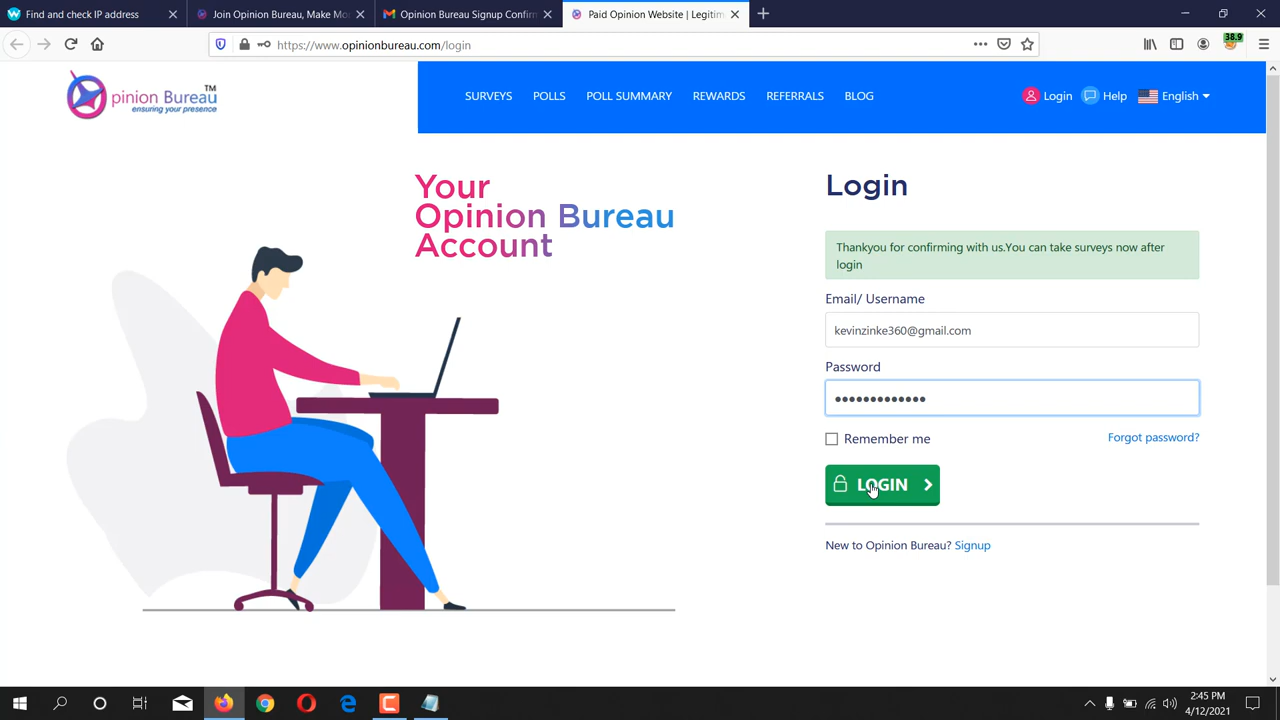 Find and check IP address
Join Opinion Bureau, Make Mo
Opinion Bureau Signup Confirm
Paid Opinion Website | Legitim
https://www.opinionbureau.com/login
38.9
pinion Bureau TM
ensuring your presence
SURVEYS POLLS POLL SUMMARY REWARDS REFERRALS BLOG
Login Help English
Your
Opinion Bureau
Account
Login
Thankyou for confirming with us.You can take surveys now after
login
Email/ Username
kevinzinke360@gmail.com
Password
•••••••••••••
Remember me
Forgot password?
LOGIN
New to Opinion Bureau? Signup
2:45 PM
4/12/2021